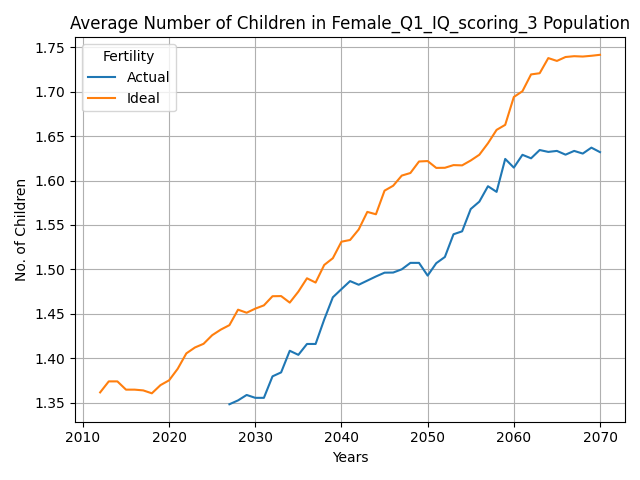 Average Number of Children in Female_Q1_IQ_scoring_3 Population
Fertility
Actual
Ideal
No. of Children
1.75
1.70
1.65
1.60
1.55
1.50
1.45
1.40
1.35
2010 2020 2030 2040 2050 2060 2070
Years